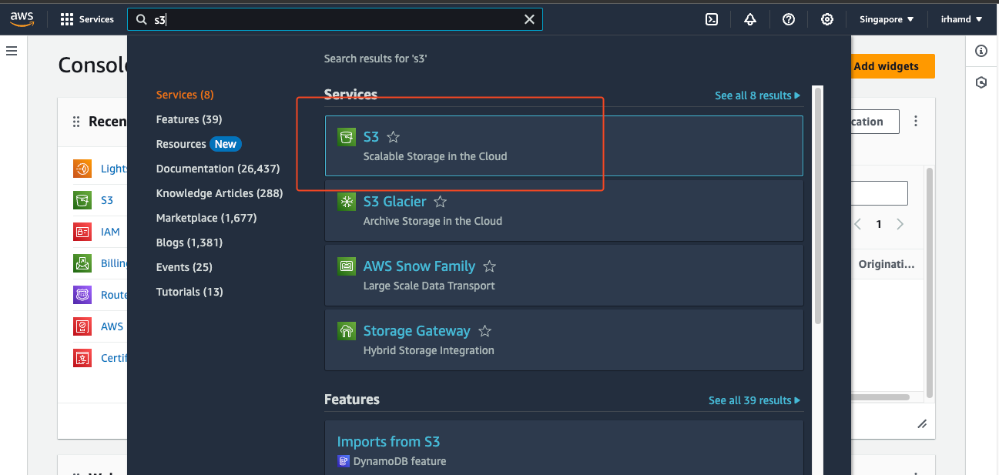 aws
Services
s3
Singapore
irhamd
Consol
Add widgets
Search results for 's3'
Services (8)
Features (39)
Resources New
Documentation (26,437)
Knowledge Articles (288)
Marketplace (1,677)
Blogs (1,381)
Events (25)
Tutorials (13)
Services
See all 8 results
S3
Scalable Storage in the Cloud
S3 Glacier
Archive Storage in the Cloud
AWS Snow Family
Large Scale Data Transport
Storage Gateway
Hybrid Storage Integration
Features
See all 39 results
Imports from S3
DynamoDB feature
Recen
Lights
S3
IAM
Billing
Route
AWS
Certif
cation
1
Originati...